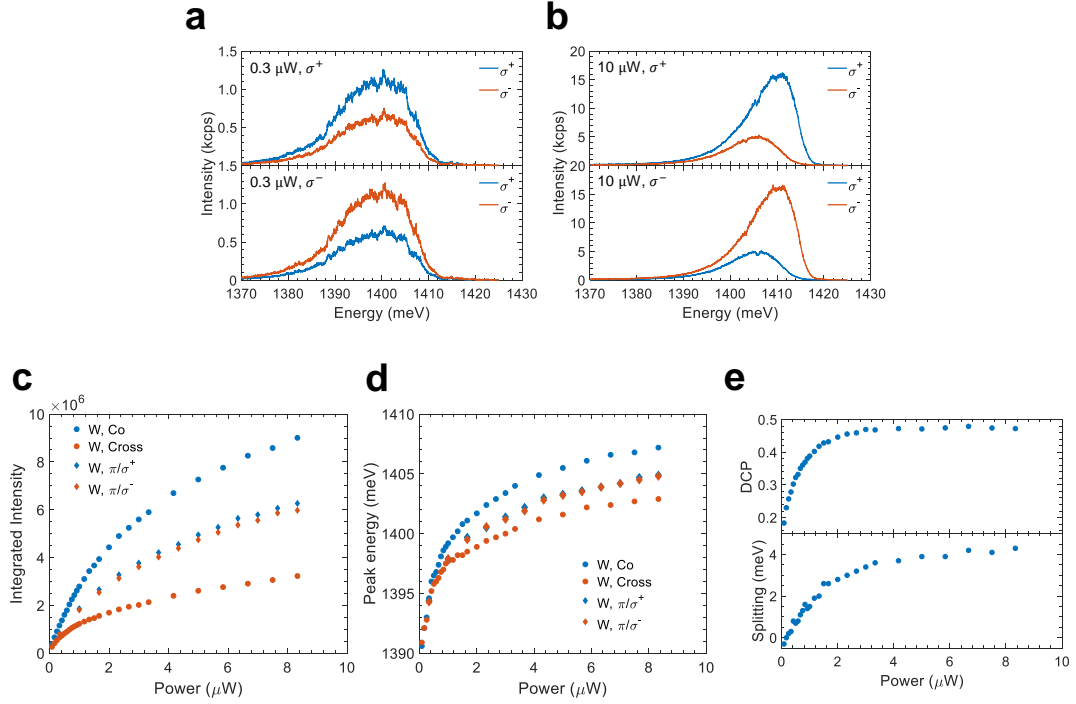 a
1.5
1.0
0.5
1.5
1.0
0.5
0
0.3 μW, σ⁺
σ⁺
σ⁻
0.3 μW, σ⁻
σ⁺
σ⁻
Intensity (kcps)
1370 1380 1390 1400 1410 1420 1430
Energy (meV)
b
20
15
10
5
20
15
10
5
0
10 μW, σ⁺
σ⁺
σ⁻
10 μW, σ⁻
σ⁺
σ⁻
Intensity (kcps)
1370 1380 1390 1400 1410 1420 1430
Energy (meV)
c
×10⁶
10
8
6
4
2
0
Integrated Intensity
W, Co
W, Cross
W, π/σ⁺
W, π/σ⁻
0 2 4 6 8 10
Power (μW)
d
1410
1405
1400
1395
1390
Peak energy (meV)
W, Co
W, Cross
W, π/σ⁺
W, π/σ⁻
0 2 4 6 8 10
Power (μW)
e
0.5
0.4
0.3
0.2
DCP
4
2
0
Splitting (meV)
0 2 4 6 8 10
Power (μW)